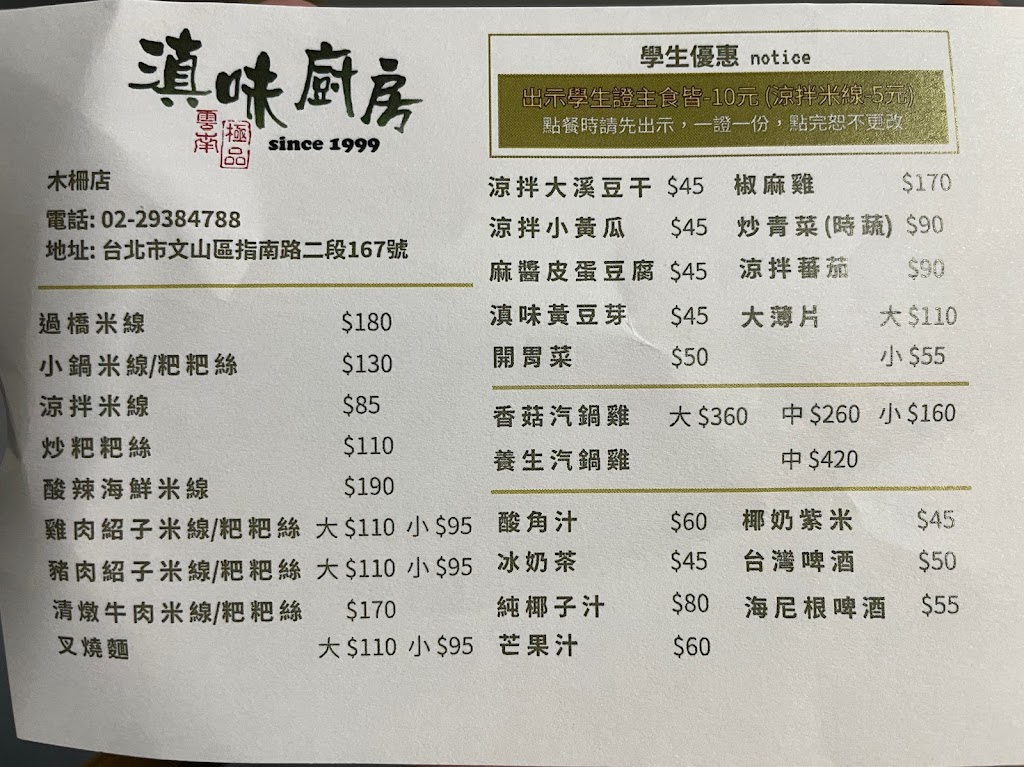 滇味廚房
雲南
極品
since 1999
木柵店
電話: 02-29384788
地址: 台北市文山區指南路二段167號
過橋米線 $180
小鍋米線/粑粑絲 $130
涼拌米線 $85
炒粑粑絲 $110
酸辣海鮮米線 $190
雞肉紹子米線/粑粑絲 大 $110 小 $95
豬肉紹子米線/粑粑絲 大 $110 小 $95
清燉牛肉米線/粑粑絲 $170
叉燒麵 大 $110 小 $95
學生優惠 notice
出示學生證主食皆-10元 (涼拌米線-5元)
點餐時請先出示，一證一份，點完恕不更改
涼拌大溪豆干 $45 椒麻雞 $170
涼拌小黃瓜 $45 炒青菜(時蔬) $90
麻醬皮蛋豆腐 $45 涼拌蕃茄 $90
滇味黃豆芽 $45 大薄片 大 $110
開胃菜 $50 小 $55
香菇汽鍋雞 大 $360 中 $260 小 $160
養生汽鍋雞 中 $420
酸角汁 $60 椰奶紫米 $45
冰奶茶 $45 台灣啤酒 $50
純椰子汁 $80 海尼根啤酒 $55
芒果汁 $60